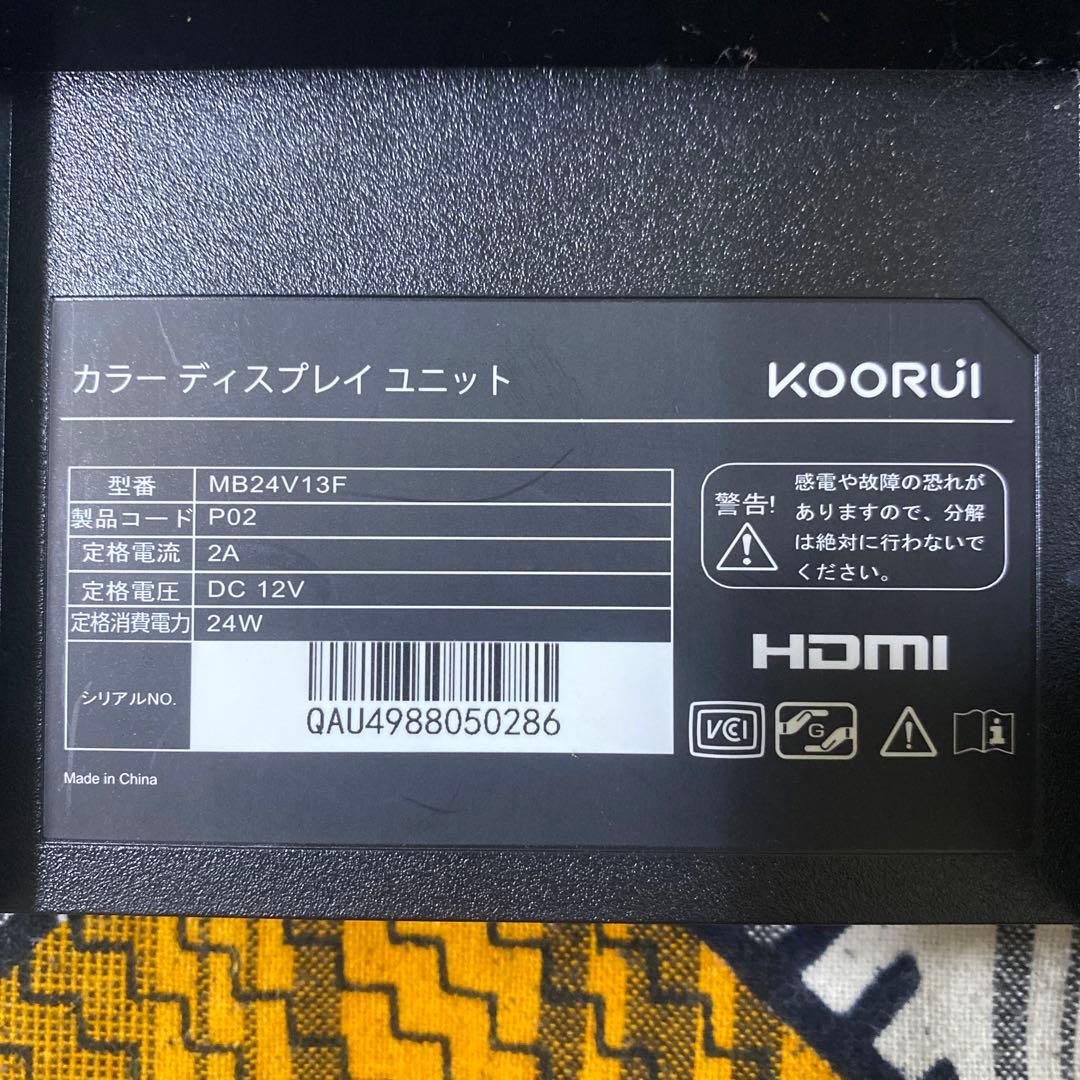 カラー ディスプレイ ユニット
KOORUI
型番 MB24V13F
製品コード P02
定格電流 2A
定格電圧 DC 12V
定格消費電力 24W
シリアルNO.
QAU4988050286
Made in China
警告!
感電や故障の恐れが
ありますので、分解
は絶対に行わないで
ください。
HDMI
VCCI
G